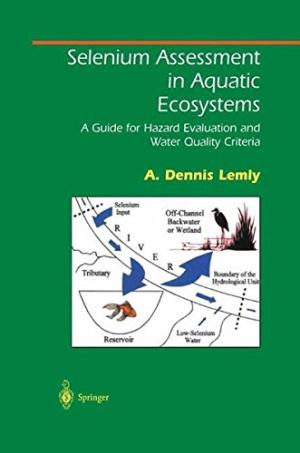 Selenium Assessment
in Aquatic
Ecosystems
A Guide for Hazard Evaluation and
Water Quality Criteria
A. Dennis Lemly
Selenium
Input
RIVER
Off-Channel
Backwater
or Wetland
Tributary
Boundary of the
Hydrological Unit
Reservoir
Low-Selenium
Water
Springer